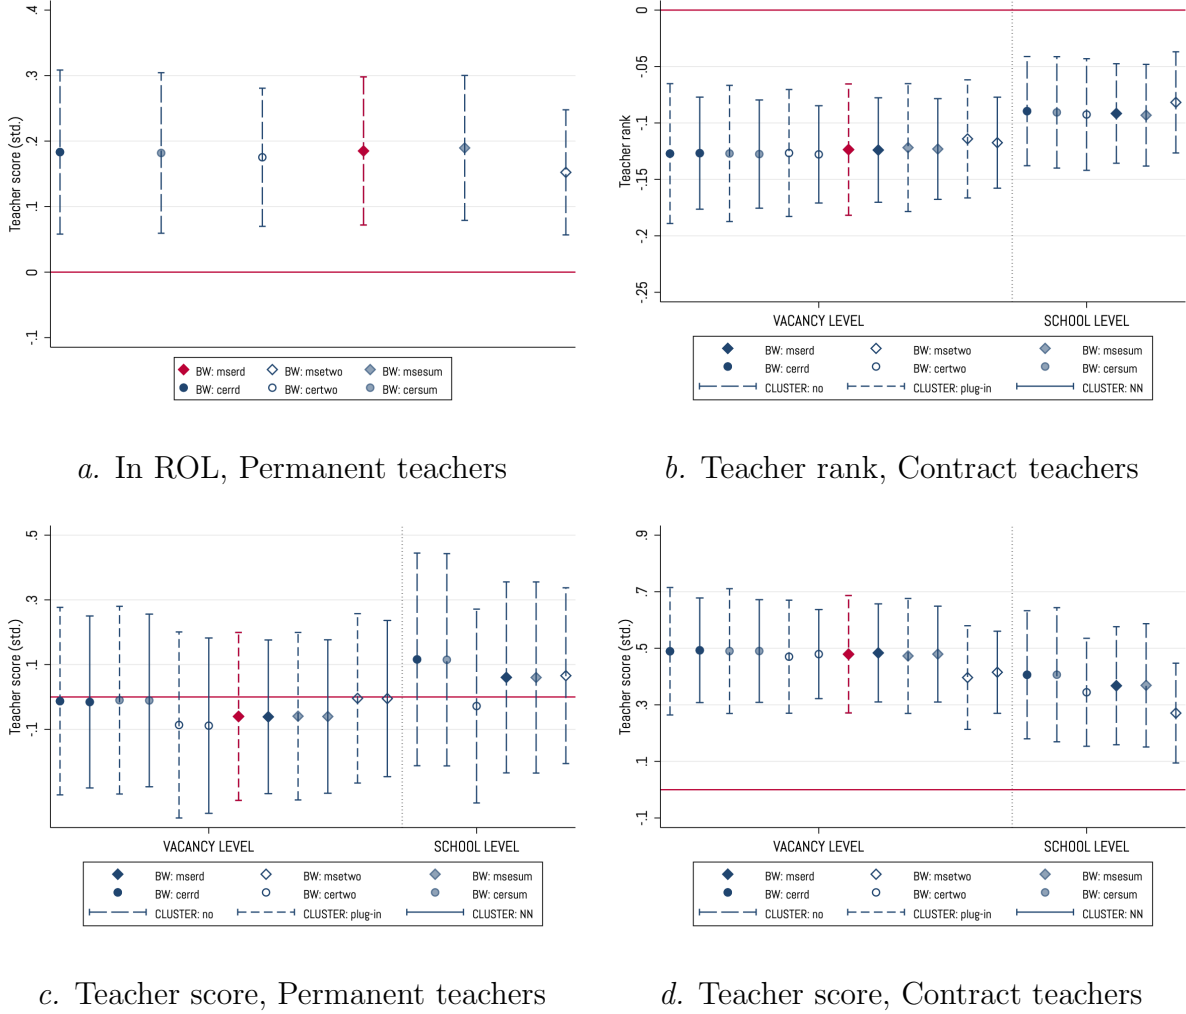 .4
.3
.2
.1
0
-.1
Teacher score (std.)
BW: mserd BW: msetwo BW: msesum
BW: cerrd BW: certwo BW: cersum
a. In ROL, Permanent teachers
0
-.05
-.1
-.15
-.2
-.25
Teacher rank
VACANCY LEVEL SCHOOL LEVEL
BW: mserd BW: msetwo BW: msesum
BW: cerrd BW: certwo BW: cersum
CLUSTER: no CLUSTER: plug-in CLUSTER: NN
b. Teacher rank, Contract teachers
.5
.3
.1
-.1
Teacher score (std.)
VACANCY LEVEL SCHOOL LEVEL
BW: mserd BW: msetwo BW: msesum
BW: cerrd BW: certwo BW: cersum
CLUSTER: no CLUSTER: plug-in CLUSTER: NN
c. Teacher score, Permanent teachers
.9
.7
.5
.3
.1
-.1
Teacher score (std.)
VACANCY LEVEL SCHOOL LEVEL
BW: mserd BW: msetwo BW: msesum
BW: cerrd BW: certwo BW: cersum
CLUSTER: no CLUSTER: plug-in CLUSTER: NN
d. Teacher score, Contract teachers